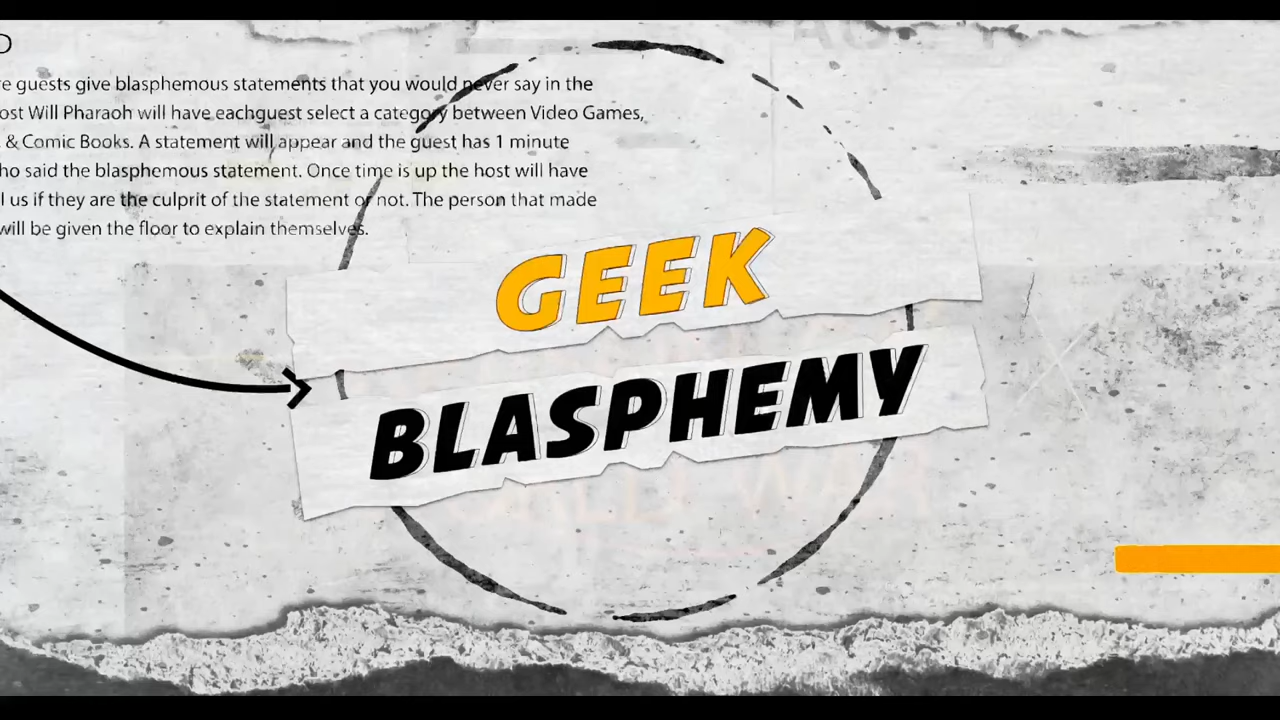 guests give blasphemous statements that you would never say in the
Will Pharaoh will have eachguest select a category between Video Games,
& Comic Books. A statement will appear and the guest has 1 minute
said the blasphemous statement. Once time is up the host will have
us if they are the culprit of the statement or not. The person that made
will be given the floor to explain themselves.
GEEK
BLASPHEMY